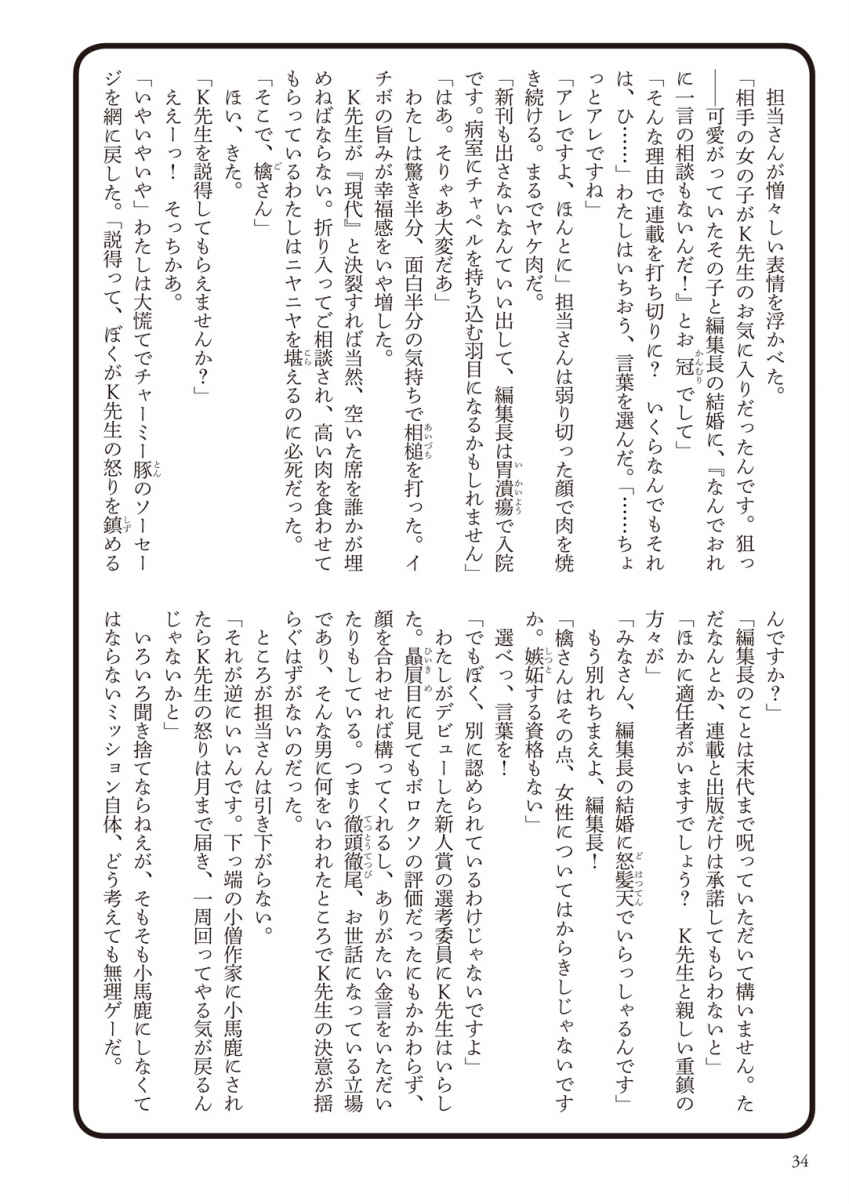 担当さんが憎々しい表情を浮かべた。
「相手の女の子がＫ先生のお気に入りだったんです。狙っ
――可愛がっていたその子と編集長の結婚に、『なんでおれ
に一言の相談もないんだ！』とお冠でして」
「そんな理由で連載を打ち切りに？　いくらなんでもそれ
は、ひ……」わたしはいちおう、言葉を選んだ。「……ちょ
っとアレですね」
「アレですよ、ほんとに」担当さんは弱り切った顔で肉を焼
き続ける。まるでヤケ肉だ。
「新刊も出さないなんていい出して、編集長は胃潰瘍で入院
です。病室にチャペルを持ち込む羽目になるかもしれません」
「はあ。そりゃあ大変だあ」
　わたしは驚き半分、面白半分の気持ちで相槌を打った。イ
チボの旨みが幸福感をいや増した。
　Ｋ先生が『現代』と決裂すれば当然、空いた席を誰かが埋
めねばならない。折り入ってご相談され、高い肉を食わせて
もらっているわたしはニヤニヤを堪えるのに必死だった。
「そこで、檎さん」
　ほい、きた。
「Ｋ先生を説得してもらえませんか？」
　ええーっ！　そっちかあ。
「いやいやいや」わたしは大慌てでチャーミー豚のソーセー
ジを網に戻した。「説得って、ぼくがＫ先生の怒りを鎮める
んですか？」
「編集長のことは末代まで呪っていただいて構いません。た
だなんとか、連載と出版だけは承諾してもらわないと」
「ほかに適任者がいますでしょう？　Ｋ先生と親しい重鎮の
方々が」
「みなさん、編集長の結婚に怒髪天でいらっしゃるんです」
　もう別れちまえよ、編集長！
「檎さんはその点、女性についてはからきしじゃないです
か。嫉妬する資格もない」
　選べっ、言葉を！
「でもぼく、別に認められているわけじゃないですよ」
　わたしがデビューした新人賞の選考委員にＫ先生はいらし
た。贔屓目に見てもボロクソの評価だったにもかかわらず、
顔を合わせれば構ってくれるし、ありがたい金言をいただい
たりもしている。つまり徹頭徹尾、お世話になっている立場
であり、そんな男に何をいわれたところでＫ先生の決意が揺
らぐはずがないのだった。
　ところが担当さんは引き下がらない。
「それが逆にいいんです。下っ端の小僧作家に小馬鹿にされ
たらＫ先生の怒りは月まで届き、一周回ってやる気が戻るん
じゃないかと」
　いろいろ聞き捨てならねえが、そもそも小馬鹿にしなくて
はならないミッション自体、どう考えても無理ゲーだ。
34